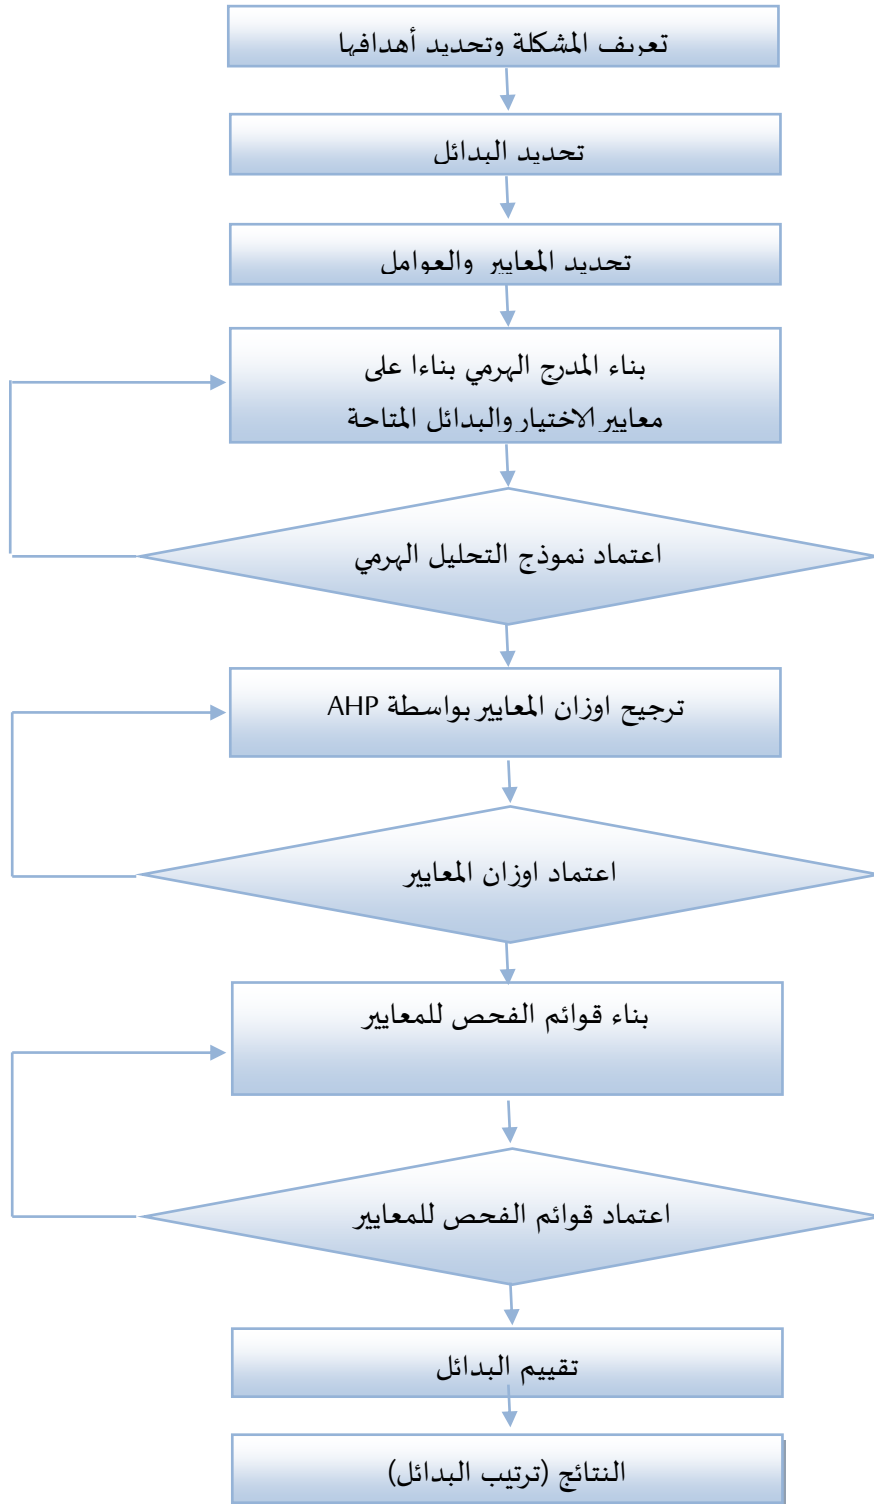 تعريف المشكلة وتحديد أهدافها
تحديد البدائل
تحديد المعايير والعوامل
بناء المدرج الهرمي بناءا على
معايير الاختيار والبدائل المتاحة
اعتماد نموذج التحليل الهرمي
ترجيح اوزان المعايير بواسطة AHP
اعتماد اوزان المعايير
بناء قوائم الفحص للمعايير
اعتماد قوائم الفحص للمعايير
تقييم البدائل
النتائج (ترتيب البدائل)